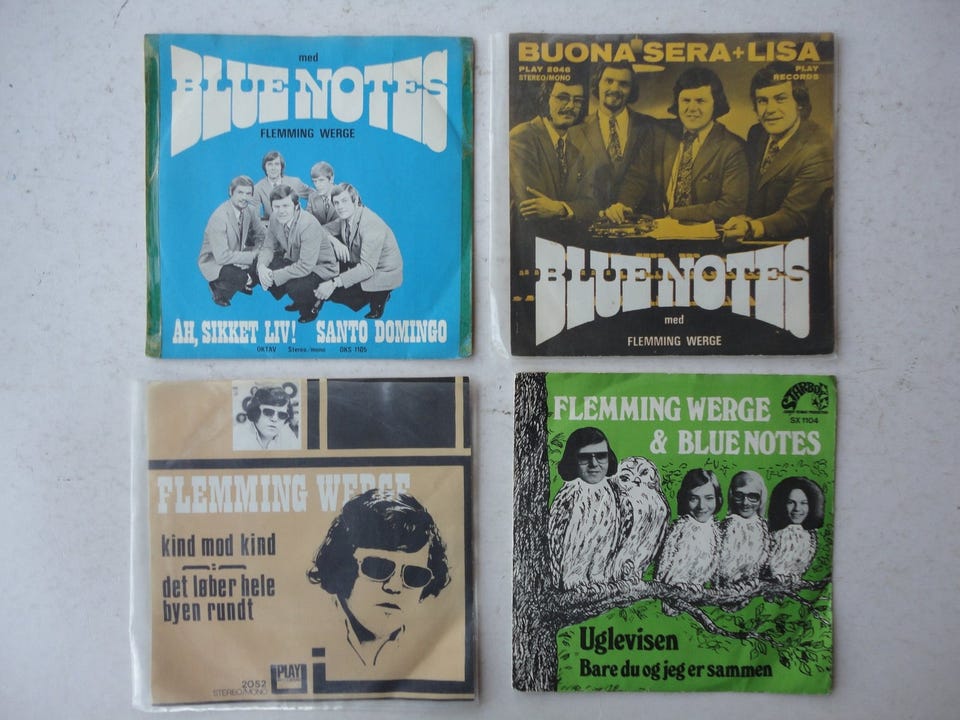 med
BLUE NOTES
FLEMMING WERGE
ÅH, SIKKET LIV! SANTO DOMINGO
OKTAV Stereo/mono OKS 1105
BUONA SERA + LISA
PLAY 2046 PLAY
STEREO/MONO RECORDS
BLUE NOTES
med
FLEMMING WERGE
FLEMMING WERGE
kind mod kind
det løber hele
byen rundt
PLAY
2052
STEREO/MONO
STARBOX
SX 1104
FLEMMING WERGE
& BLUE NOTES
Uglevisen
Bare du og jeg er sammen